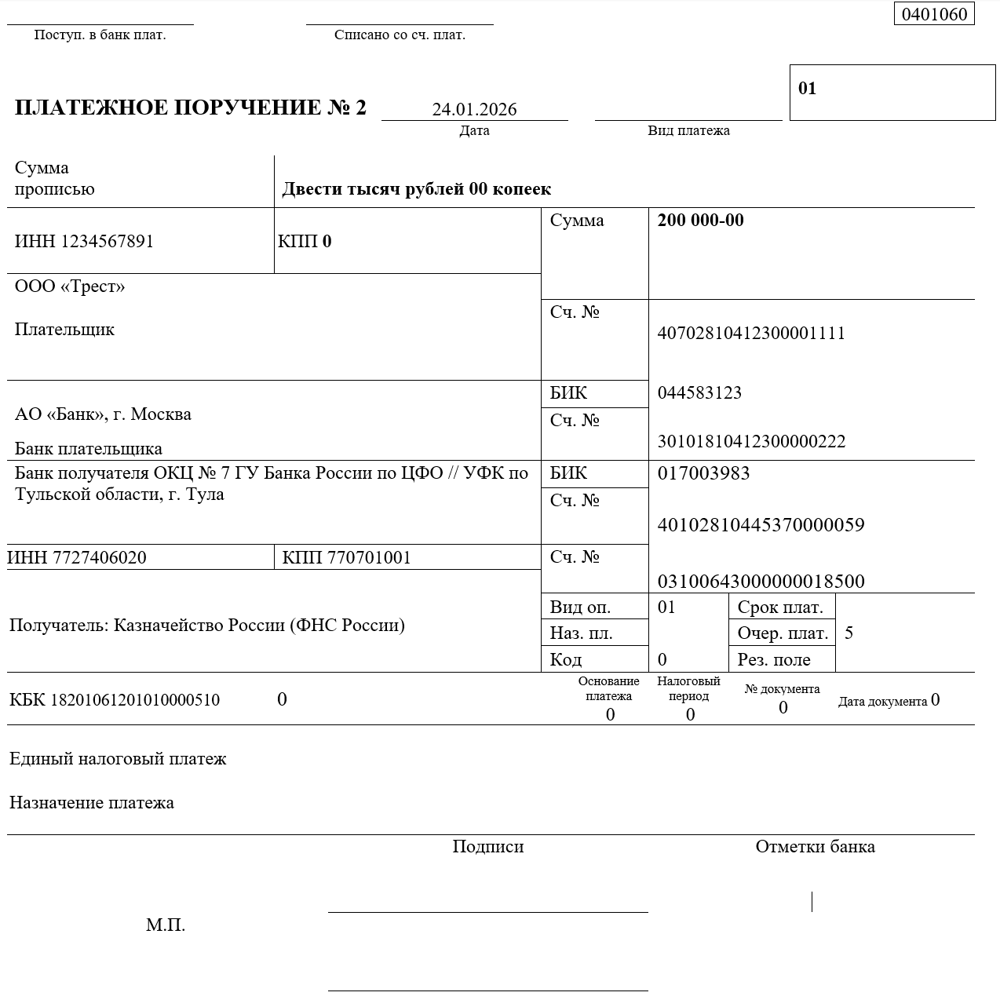 0401060
Поступ. в банк плат.
Списано со сч. плат.
01
ПЛАТЕЖНОЕ ПОРУЧЕНИЕ № 2
24.01.2026
Дата
Вид платежа
Сумма
прописью
Двести тысяч рублей 00 копеек
ИНН 1234567891
КПП 0
Сумма
200 000-00
ООО «Трест»
Плательщик
Сч. №
40702810412300001111
АО «Банк», г. Москва
Банк плательщика
БИК
044583123
Сч. №
30101810412300000222
Банк получателя ОКЦ № 7 ГУ Банка России по ЦФО // УФК по
Тульской области, г. Тула
БИК
017003983
Сч. №
40102810445370000059
ИНН 7727406020
КПП 770701001
Сч. №
03100643000000018500
Получатель: Казначейство России (ФНС России)
Вид оп.
01
Срок плат.
Наз. пл.
Очер. плат.
5
Код
0
Рез. поле
КБК 18201061201010000510
0
Основание
платежа
0
Налоговый
период
0
№ документа
0
Дата документа 0
Единый налоговый платеж
Назначение платежа
Подписи
Отметки банка
М.П.